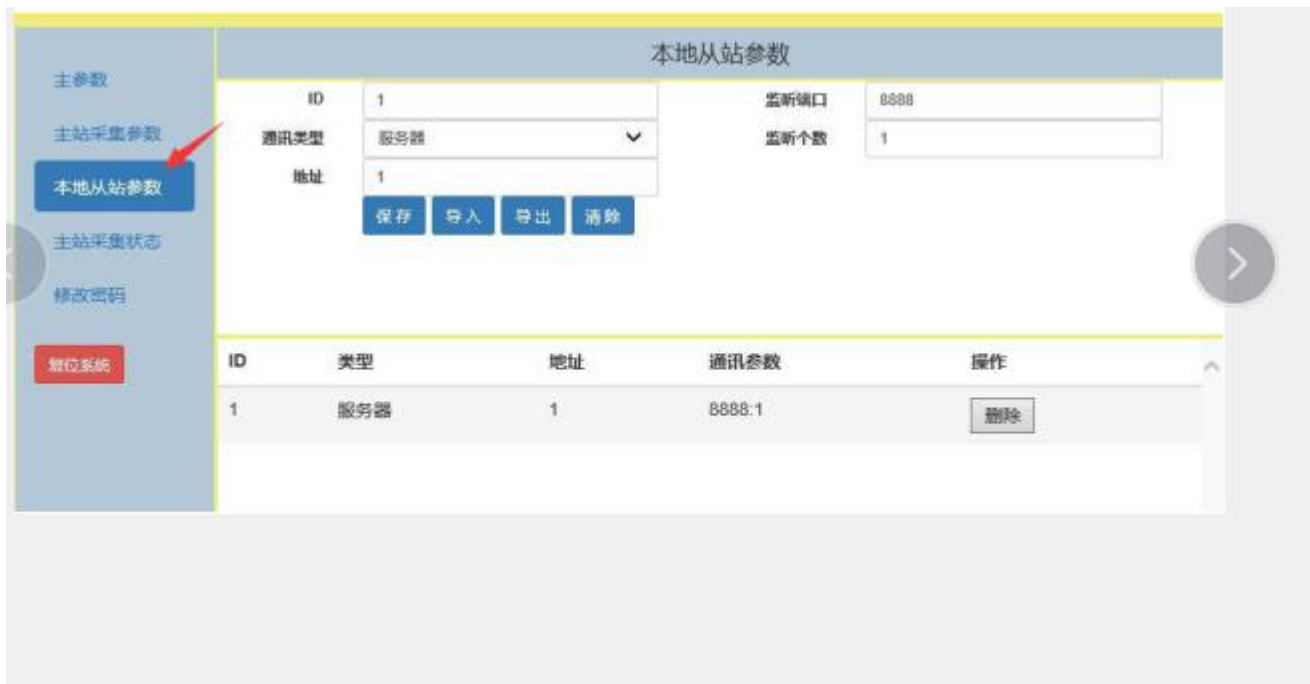 本地从站参数
主参数
主站采集参数
本地从站参数
主站采集状态
修改密码
复位系统
ID 1 监听端口 8888
通讯类型 服务器 监听个数 1
地址 1
保存 导入 导出 清除
ID 类型 地址 通讯参数 操作
1 服务器 1 8888:1 删除